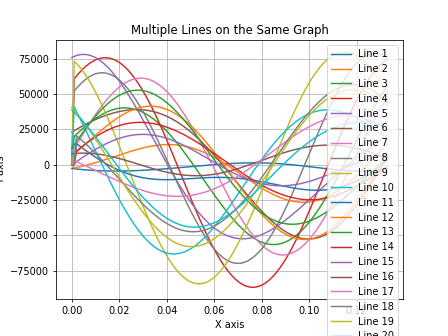 Multiple Lines on the Same Graph
75000
50000
25000
0
−25000
−50000
−75000
0.00
0.02
0.04
0.06
0.08
0.10
X axis
Line 1
Line 2
Line 3
Line 4
Line 5
Line 6
Line 7
Line 8
Line 9
Line 10
Line 11
Line 12
Line 13
Line 14
Line 15
Line 16
Line 17
Line 18
Line 19
Line 20